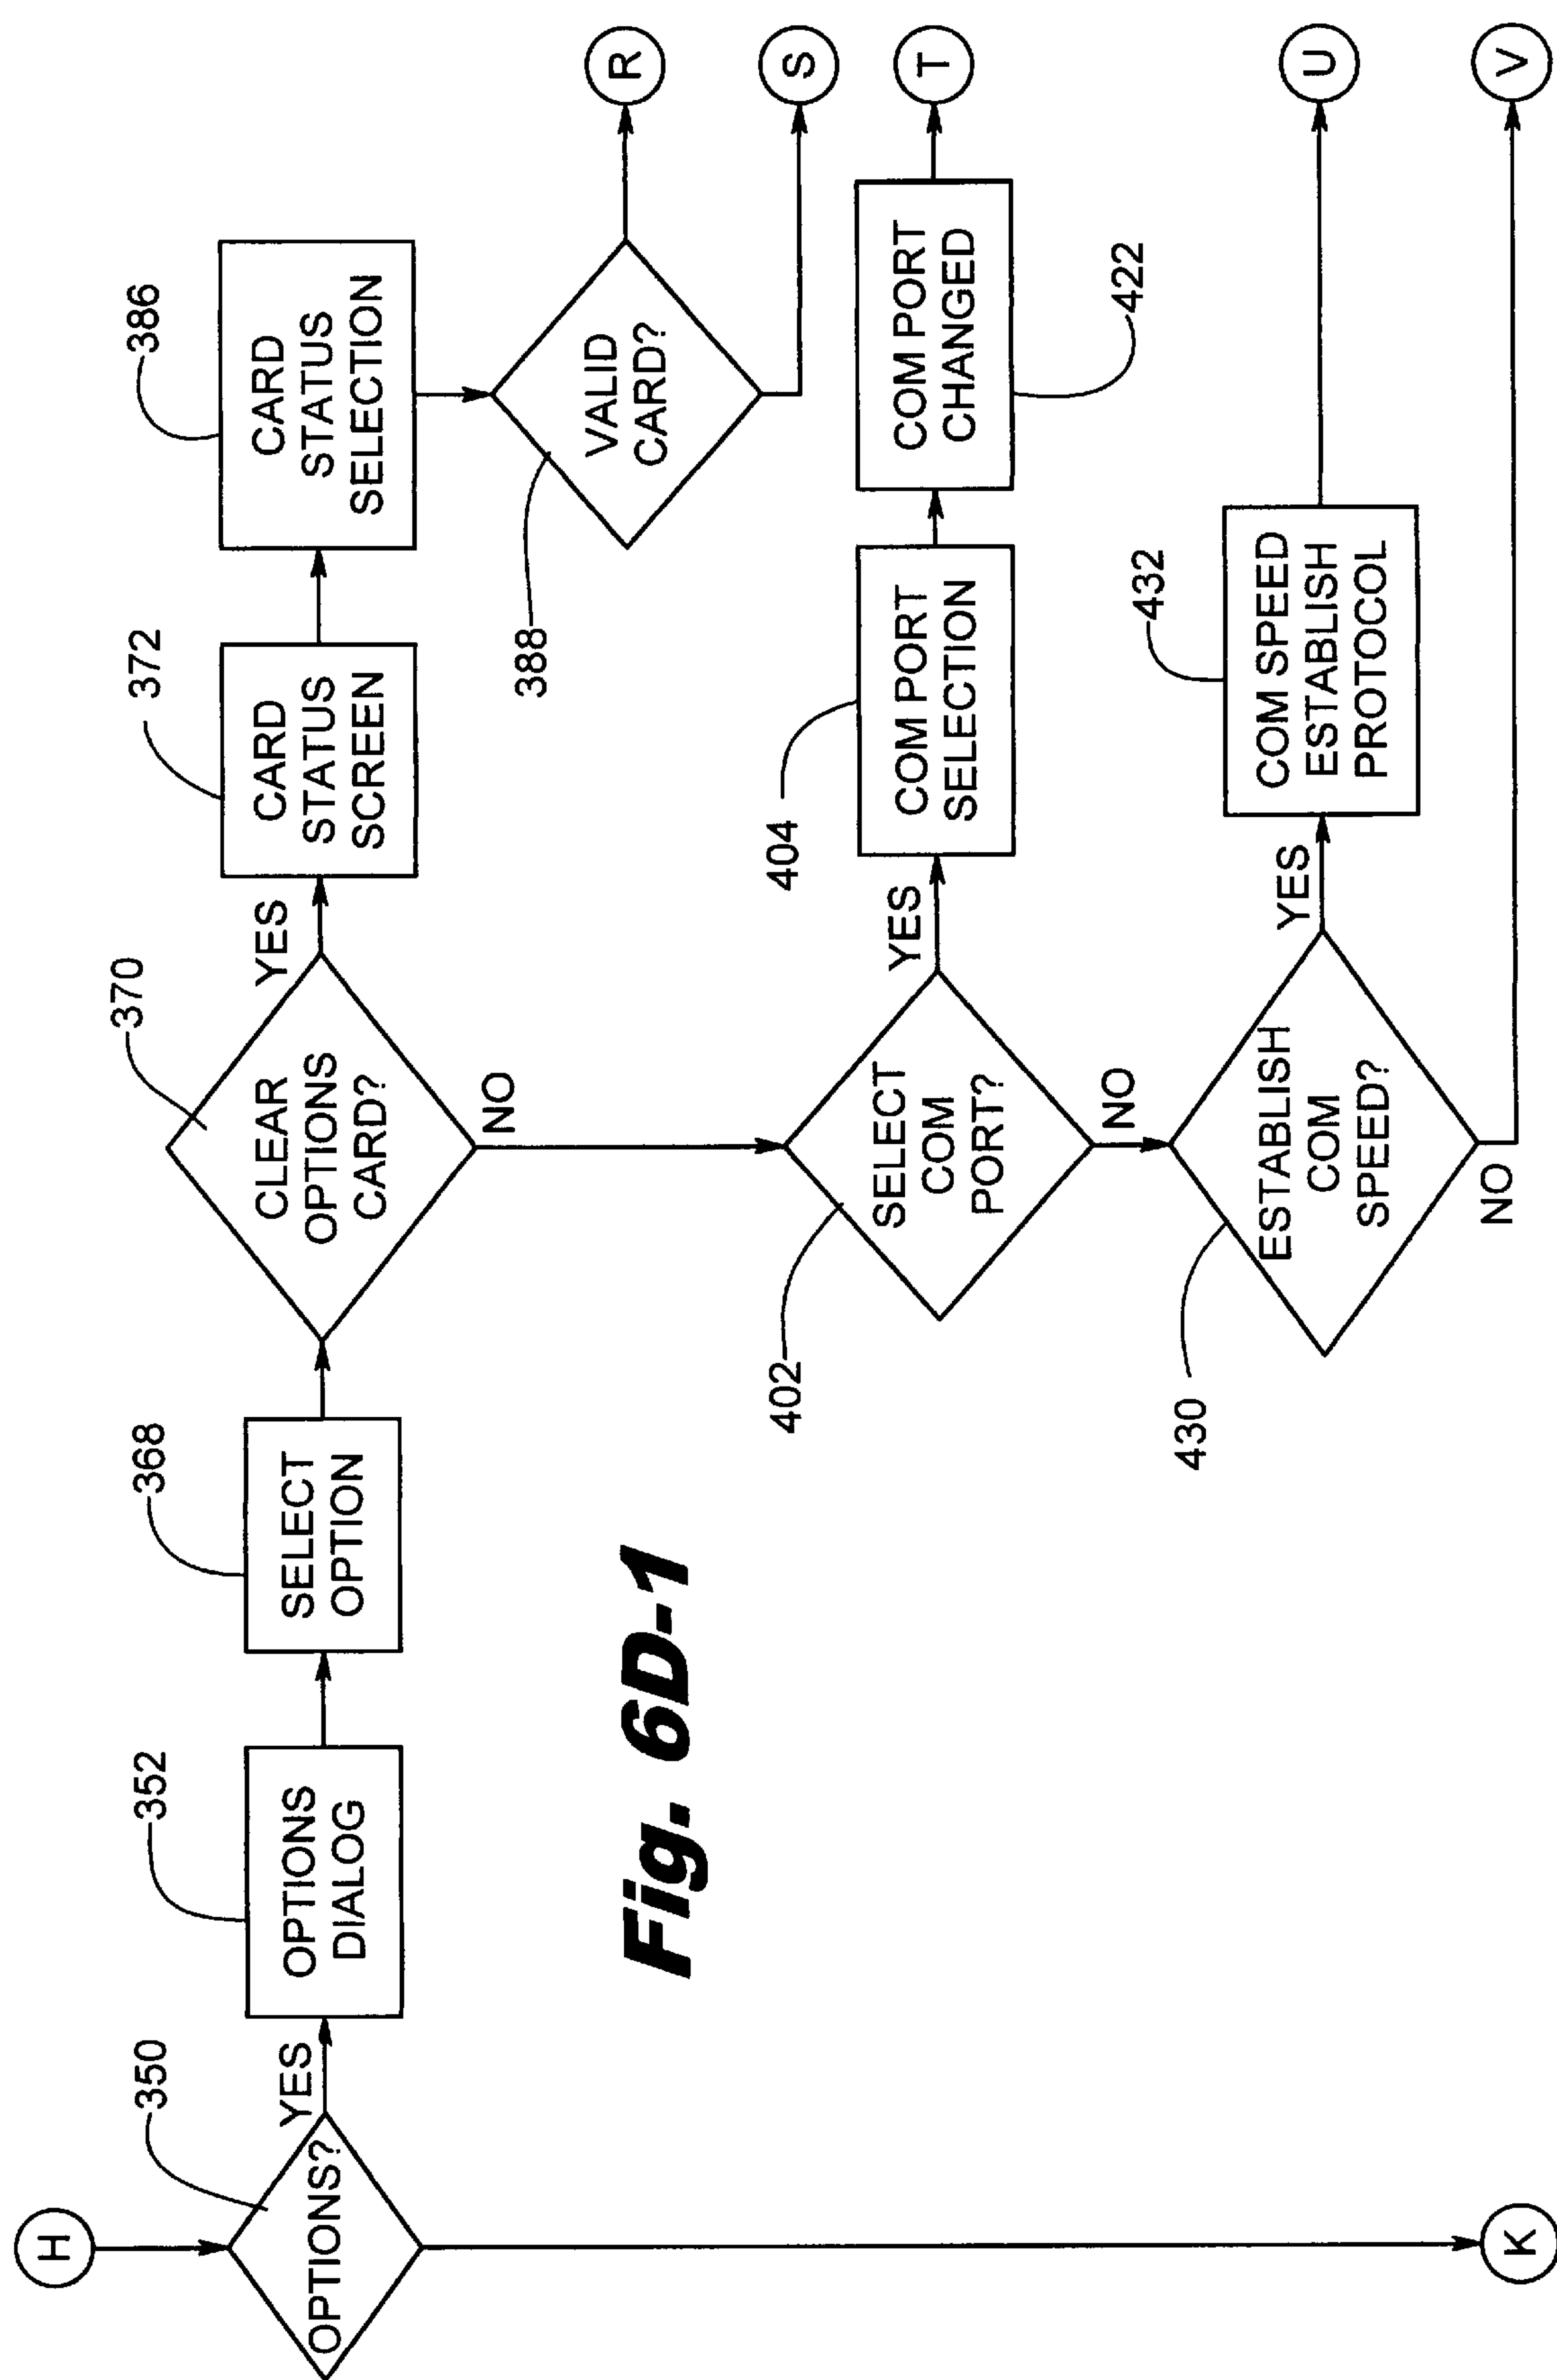 H
350
OPTIONS?
YES
K
352
OPTIONS
DIALOG
368
SELECT
OPTION
370
CLEAR
OPTIONS
CARD?
YES
NO
372
CARD
STATUS
SCREEN
386
CARD
STATUS
SELECTION
388
VALID
CARD?
R
S
402
SELECT
COM
PORT?
YES
NO
404
COM PORT
SELECTION
422
COM PORT
CHANGED
T
430
ESTABLISH
COM
SPEED?
YES
NO
432
COM SPEED
ESTABLISH
PROTOCOL
U
V
Fig. 6D-1